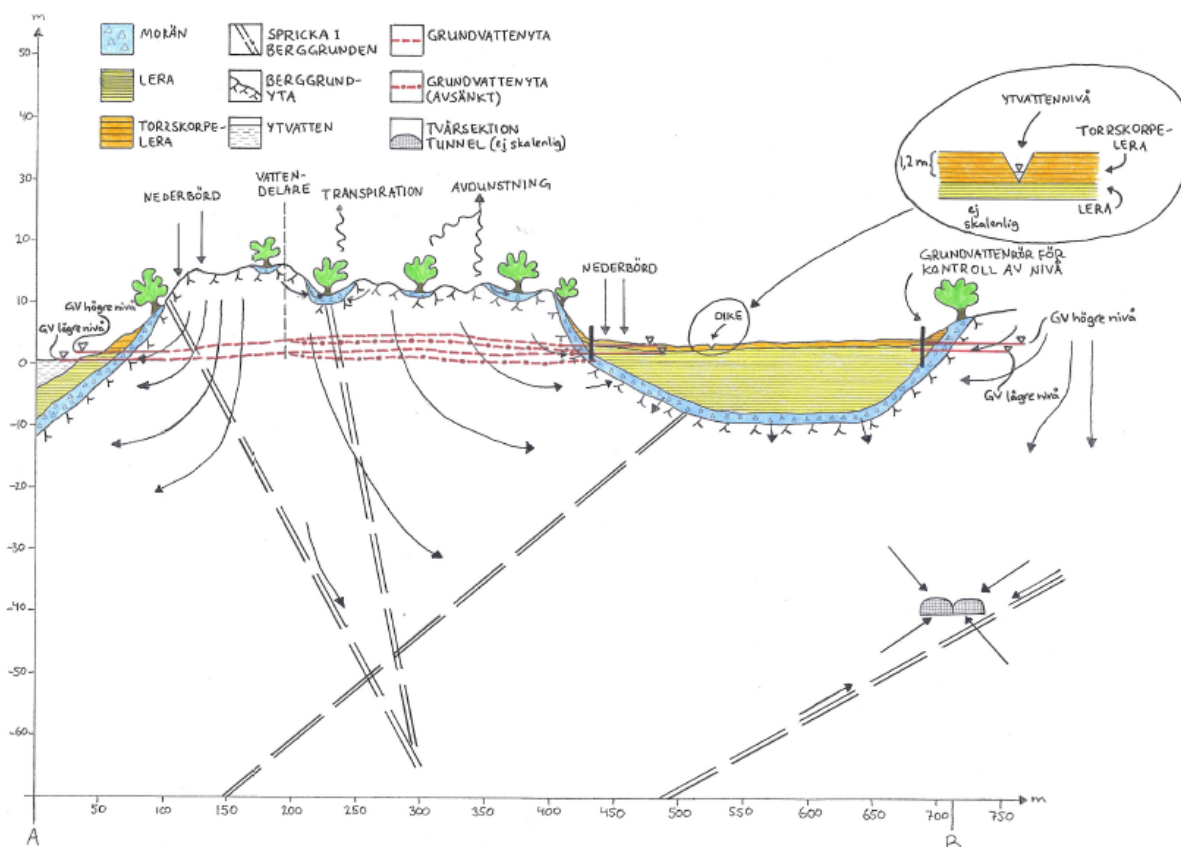 m
50
40
30
20
10
0
-10
-20
-30
-40
-50
-60
MORÄN
LERA
TORRSKORPE-
LERA
SPRICKA I
BERGGRUNDEN
BERGGRUND-
YTA
YTVATTEN
GRUNDVATTENYTA
GRUNDVATTENYTA
(AVSÄNKT)
TVÄRSEKTION
TUNNEL (ej skalenlig)
YTVATTENNIVÅ
TORRSKORPE-
LERA
1,2 m
ej
skalenlig
LERA
NEDERBÖRD
VATTEN-
DELARE
TRANSPIRATION
AVDUNSTNING
NEDERBÖRD
DIKE
GRUNDVATTENRÖR FÖR
KONTROLL AV NIVÅ
GV högre nivå
GV lägre nivå
GV högre nivå
GV lägre nivå
50 100 150 200 250 300 350 400 450 500 550 600 650 700 750 m
A B